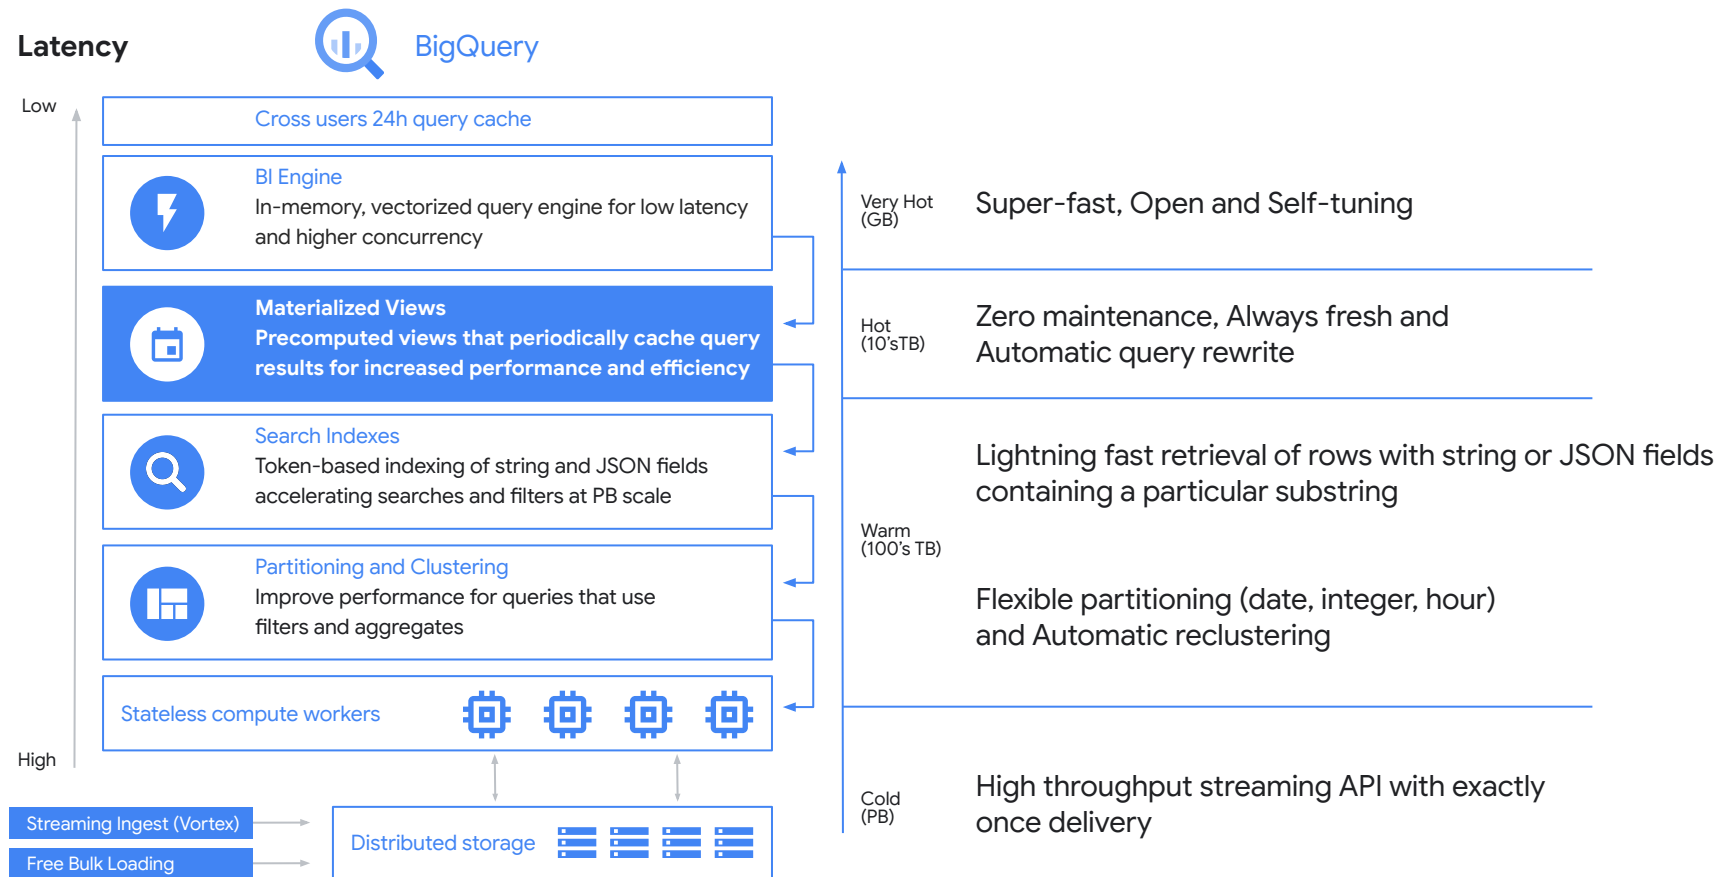 Latency
BigQuery
Low
Cross users 24h query cache
BI Engine
In-memory, vectorized query engine for low latency
and higher concurrency
Very Hot
(GB)
Super-fast, Open and Self-tuning
Materialized Views
Precomputed views that periodically cache query
results for increased performance and efficiency
Hot
(10'sTB)
Zero maintenance, Always fresh and
Automatic query rewrite
Search Indexes
Token-based indexing of string and JSON fields
accelerating searches and filters at PB scale
Lightning fast retrieval of rows with string or JSON fields
containing a particular substring
Warm
(100's TB)
Partitioning and Clustering
Improve performance for queries that use
filters and aggregates
Flexible partitioning (date, integer, hour)
and Automatic reclustering
Stateless compute workers
High
Cold
(PB)
High throughput streaming API with exactly
once delivery
Streaming Ingest (Vortex)
Free Bulk Loading
Distributed storage